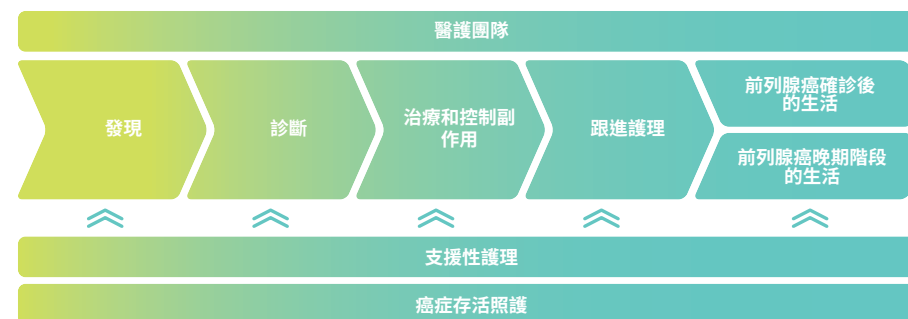 醫護團隊
發現
診斷
治療和控制副
作用
跟進護理
前列腺癌確診後
的生活
前列腺癌晚期階段
的生活
支援性護理
癌症存活照護